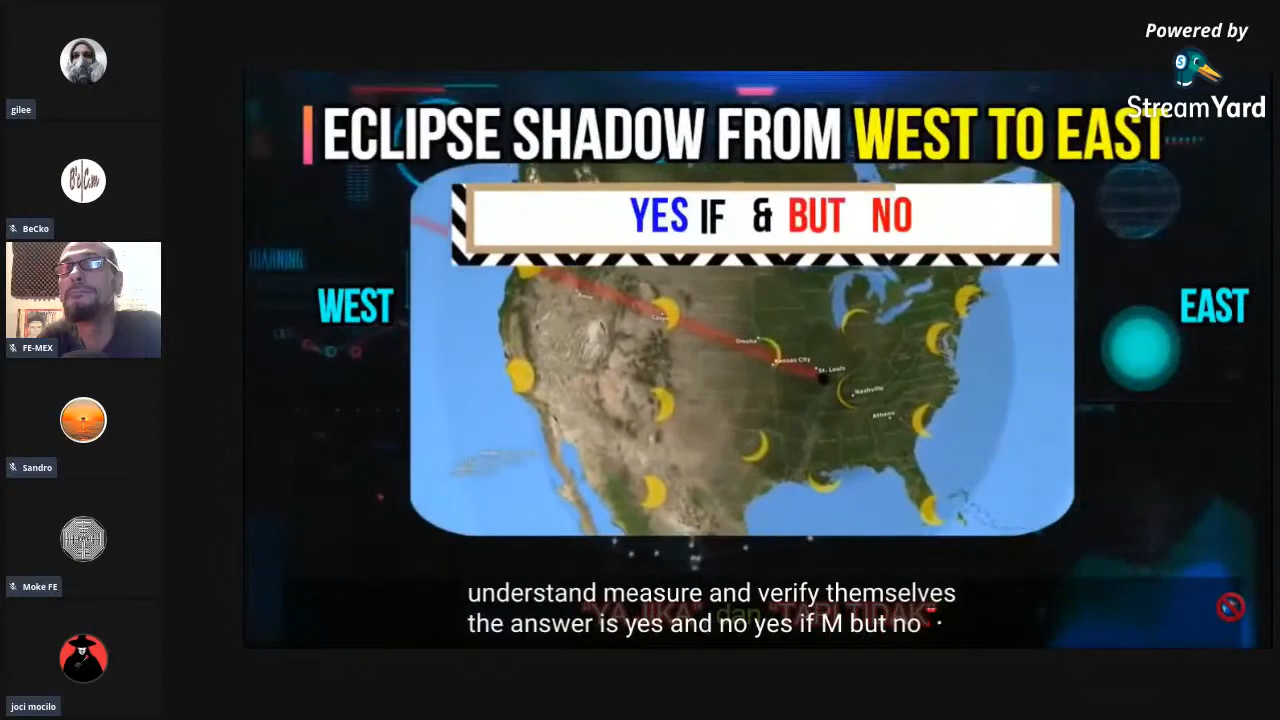 Powered by
StreamYard
gilee
BeCko
FE-MEX
Sandro
Moke FE
joci mocilo
ECLIPSE SHADOW FROM WEST TO EAST
YES IF & BUT NO
WEST
EAST
Casper
Omaha
Kansas City
St. Louis
Nashville
Athens
understand measure and verify themselves
the answer is yes and no yes if M but no
"YA JIKA" dan "TAPI TIDAK"